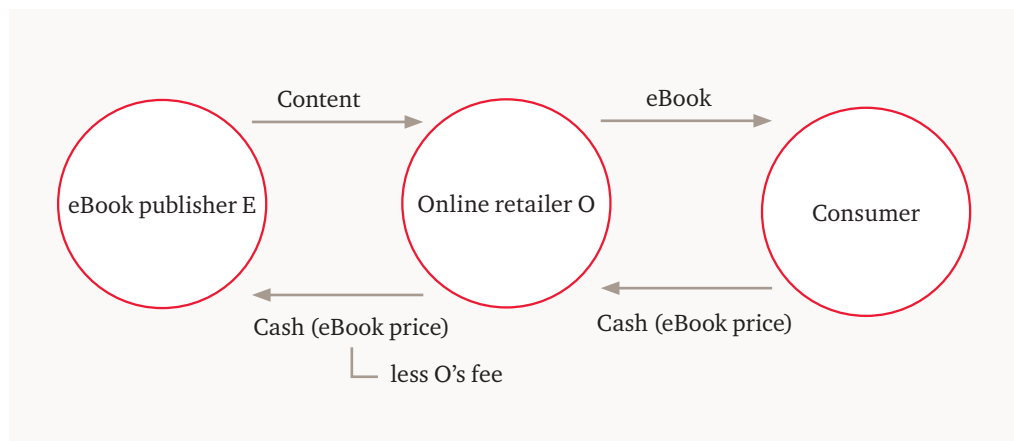 Content
eBook
eBook publisher E
Online retailer O
Consumer
Cash (eBook price)
Cash (eBook price)
less O’s fee